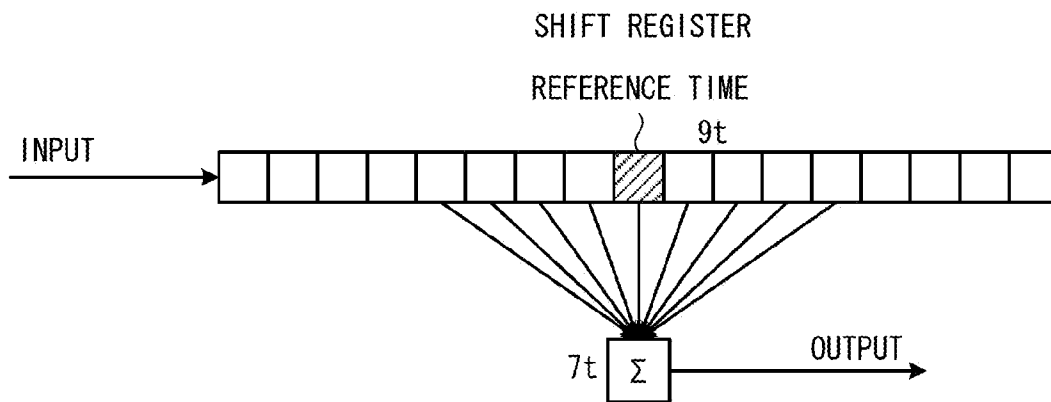 SHIFT REGISTER
REFERENCE TIME
9t
INPUT
7t
Σ
OUTPUT